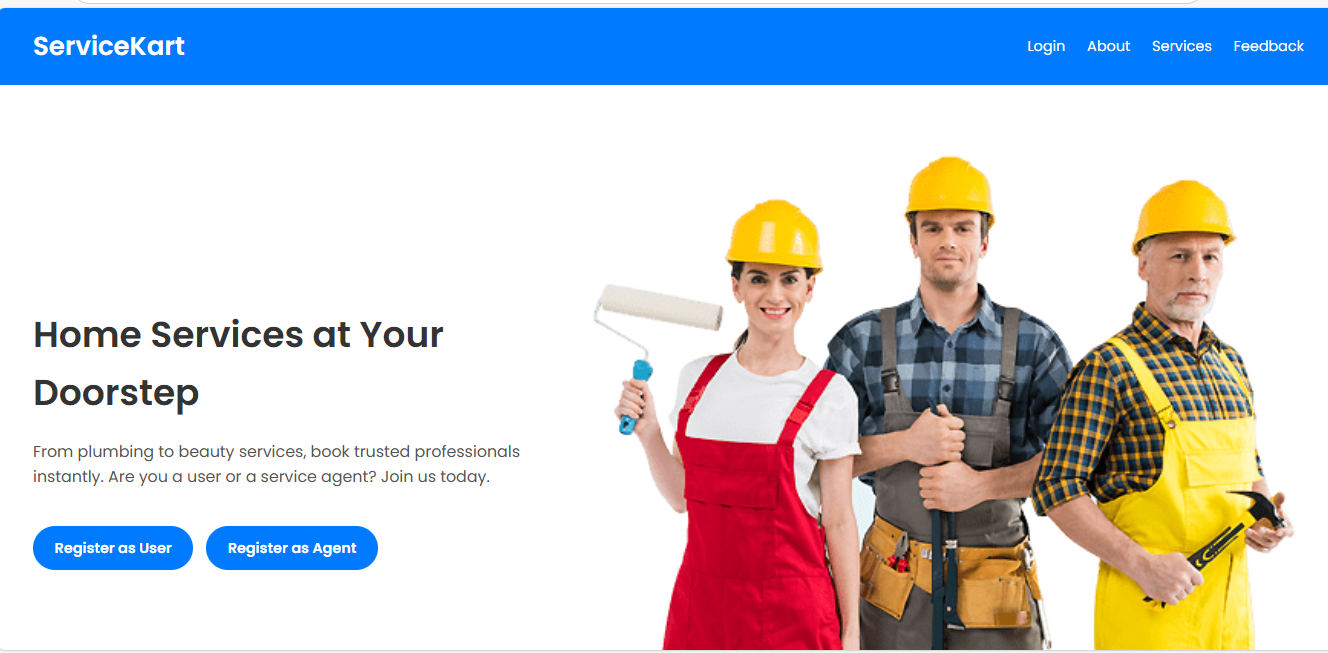 ServiceKart
Login About Services Feedback
Home Services at Your
Doorstep
From plumbing to beauty services, book trusted professionals
instantly. Are you a user or a service agent? Join us today.
Register as User Register as Agent